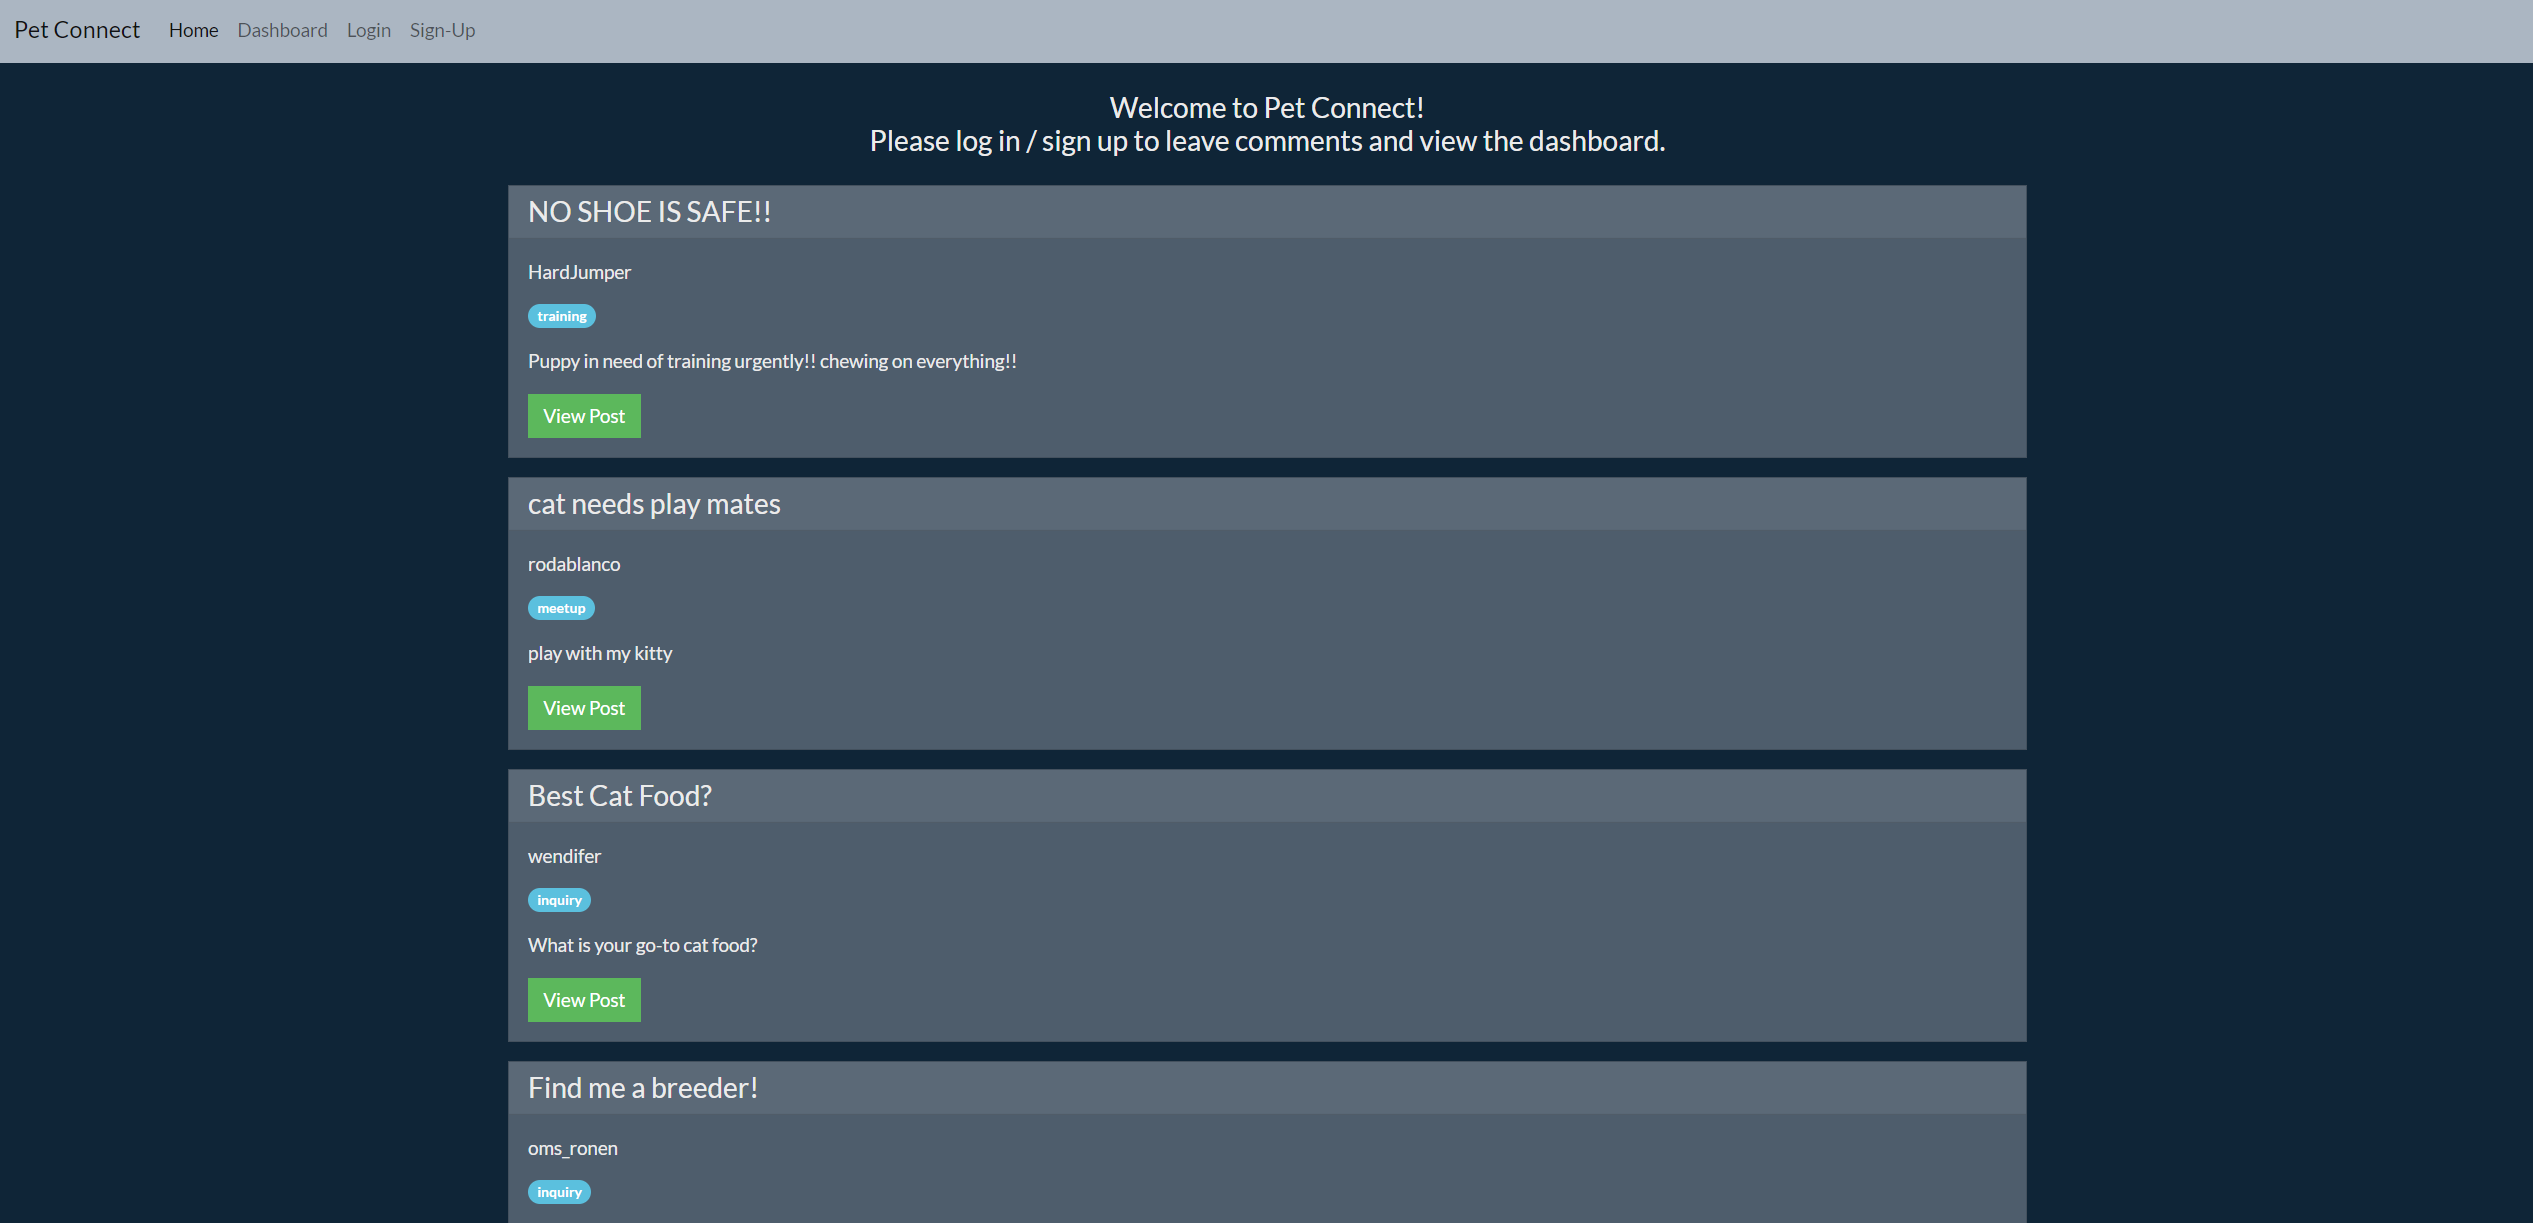 Pet Connect Home Dashboard Login Sign-Up
Welcome to Pet Connect!
Please log in / sign up to leave comments and view the dashboard.
NO SHOE IS SAFE!!
HardJumper
training
Puppy in need of training urgently!! chewing on everything!!
View Post
cat needs play mates
rodablanco
meetup
play with my kitty
View Post
Best Cat Food?
wendifer
inquiry
What is your go-to cat food?
View Post
Find me a breeder!
oms_ronen
inquiry